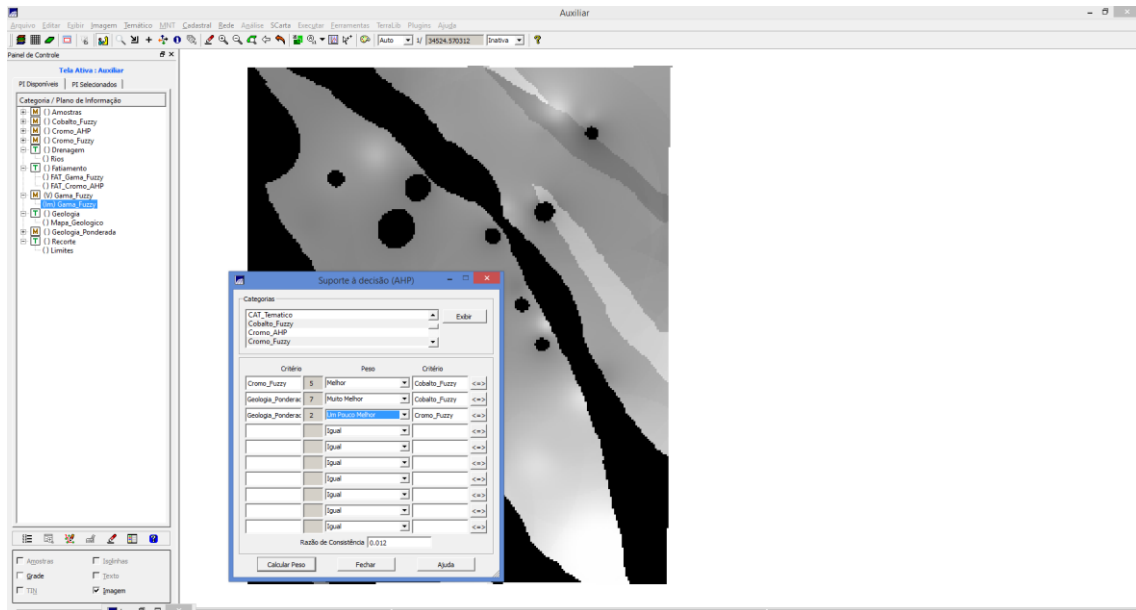 Auxiliar
Arquivo Editar Exibir Imagem Temático MNT Cadastral Rede Análise SCarta Executar Ferramentas TerraLib Plugins Ajuda
Auto 1/ 34524.570312 Inativa
Painel de Controle
Tela Ativa : Auxiliar
PI Disponíveis PI Selecionados
Categoria / Plano de Informação
M () Amostras
M () Cobalto_Fuzzy
M () Cromo_AHP
M () Cromo_Fuzzy
T () Drenagem
() Rios
T () Fatiamento
() FAT_Gama_Fuzzy
() FAT_Cromo_AHP
M (V) Gama_Fuzzy
(Im) Gama_Fuzzy
T () Geologia
() Mapa_Geologico
M () Geologia_Ponderada
T () Recorte
() Limites
Suporte à decisão (AHP)
Categorias
CAT_Tematico
Cobalto_Fuzzy
Cromo_AHP
Cromo_Fuzzy
Exibir
Critério Peso Critério
Cromo_Fuzzy 5 Melhor Cobalto_Fuzzy <=>
Geologia_Ponderac 7 Muito Melhor Cobalto_Fuzzy <=>
Geologia_Ponderac 2 Um Pouco Melhor Cromo_Fuzzy <=>
Igual <=>
Igual <=>
Igual <=>
Igual <=>
Igual <=>
Igual <=>
Igual <=>
Razão de Consistência 0.012
Calcular Peso Fechar Ajuda
Amostras Isolinhas
Grade Texto
TIN Imagem